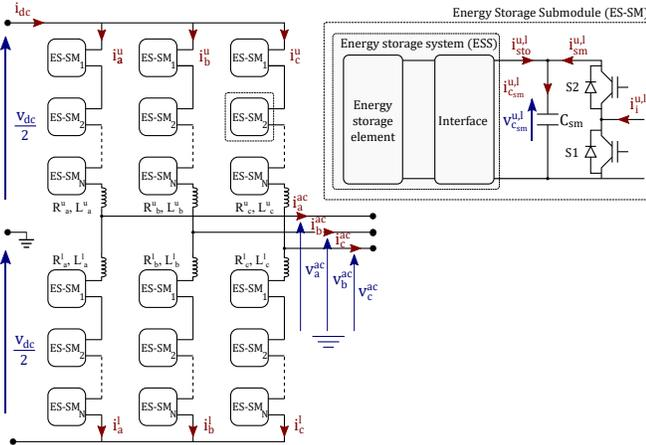 Energy Storage Submodule (ES-SM)
i_dc
i_a^u
i_b^u
i_c^u
Energy storage system (ESS)
i_sto^u,l
i_sm^u,l
ES-SM_1
ES-SM_1
ES-SM_1
i_c_sm^u,l
S2
v_dc
2
ES-SM_2
ES-SM_2
ES-SM_2
Energy
storage
element
Interface
v_c_sm^u,l
C_sm
i_i^u,l
S1
ES-SM_N
ES-SM_N
ES-SM_N
R_a^u, L_a^u
R_b^u, L_b^u
R_c^u, L_c^u
i_a^ac
i_b^ac
i_c^ac
R_a^l, L_a^l
R_b^l, L_b^l
R_c^l, L_c^l
v_a^ac
v_b^ac
v_c^ac
ES-SM_1
ES-SM_1
ES-SM_1
v_dc
2
ES-SM_2
ES-SM_2
ES-SM_2
ES-SM_N
ES-SM_N
ES-SM_N
i_a^l
i_b^l
i_c^l